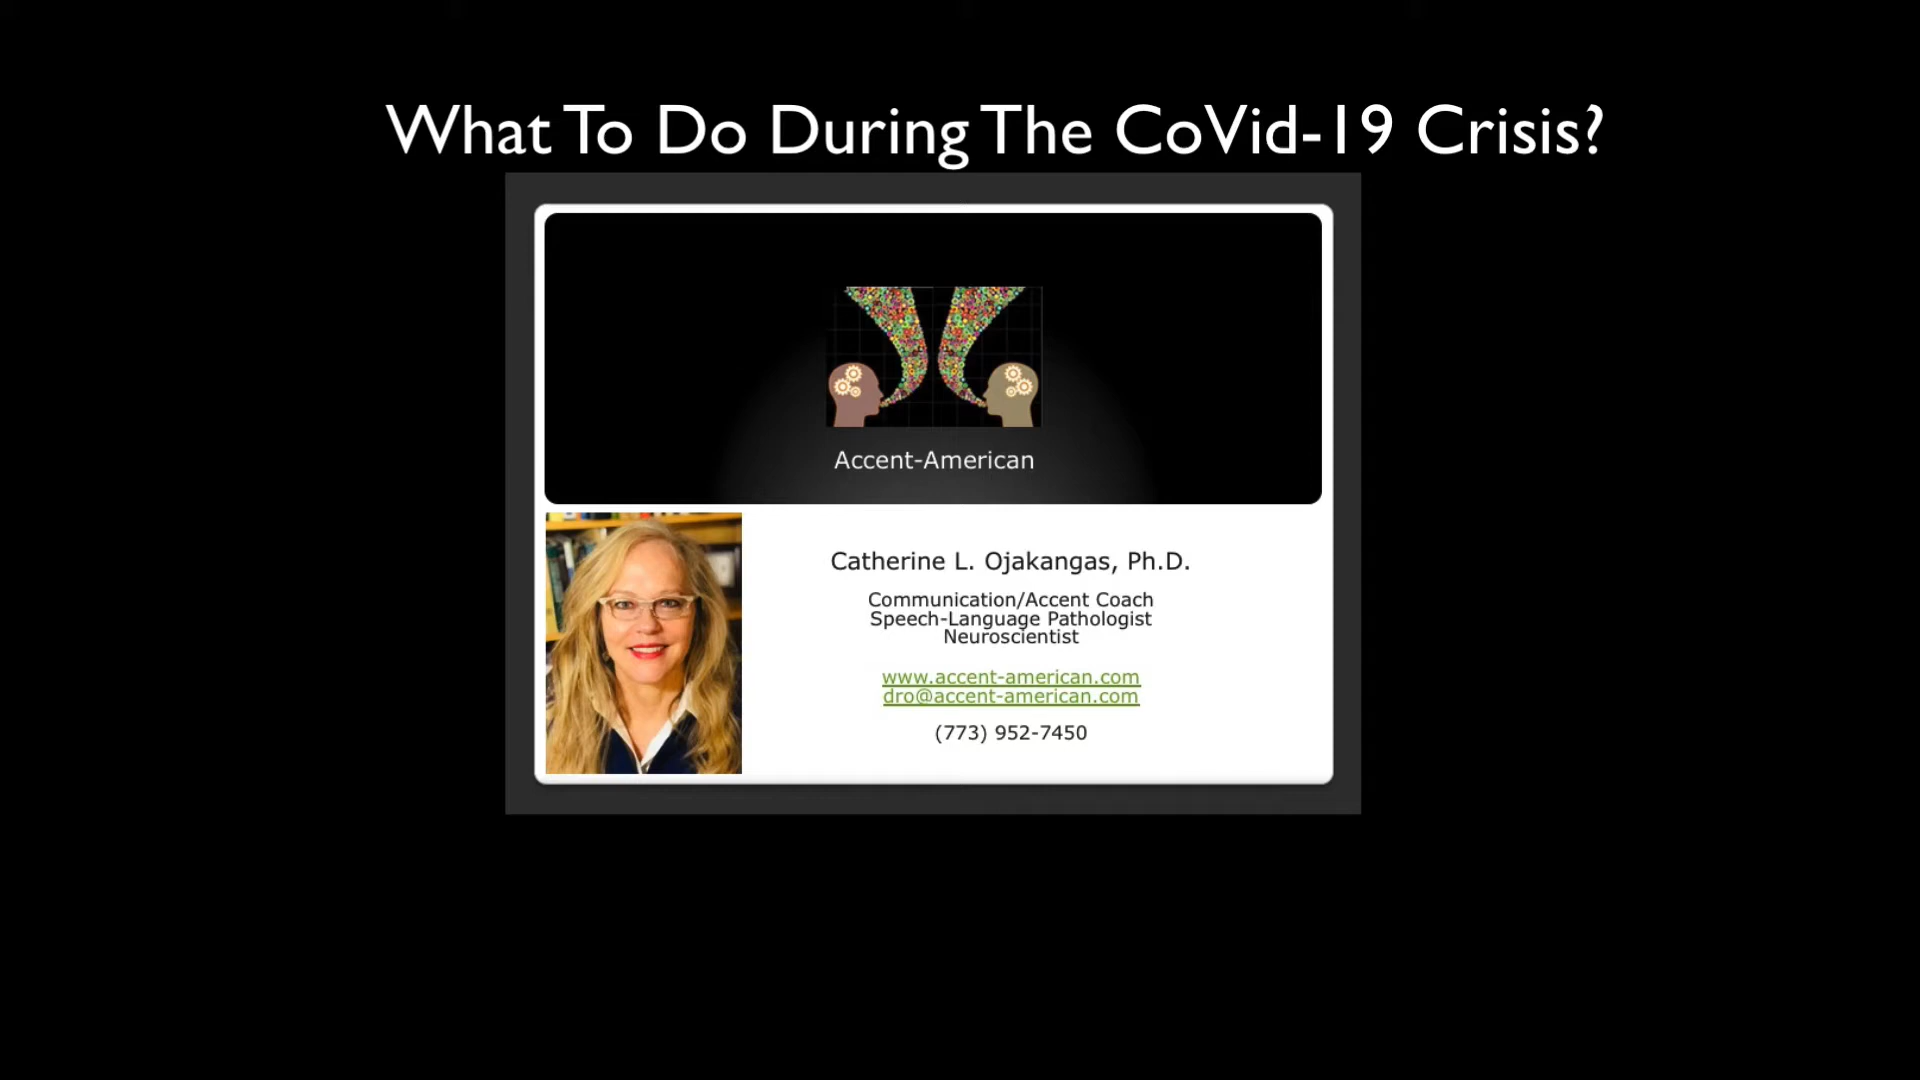 What To Do During The CoVid-19 Crisis?
Accent-American
Catherine L. Ojakangas, Ph.D.
Communication/Accent Coach
Speech-Language Pathologist
Neuroscientist
www.accent-american.com
dro@accent-american.com
(773) 952-7450